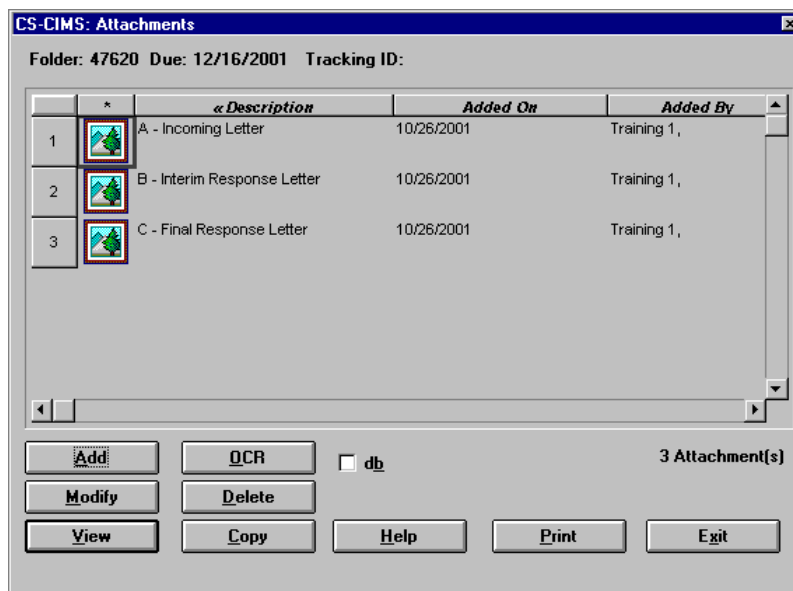 CS-CIMS: Attachments
Folder: 47620 Due: 12/16/2001 Tracking ID:
* « Description Added On Added By
1 A - Incoming Letter 10/26/2001 Training 1,
2 B - Interim Response Letter 10/26/2001 Training 1,
3 C - Final Response Letter 10/26/2001 Training 1,
Add OCR db 3 Attachment(s)
Modify Delete
View Copy Help Print Exit